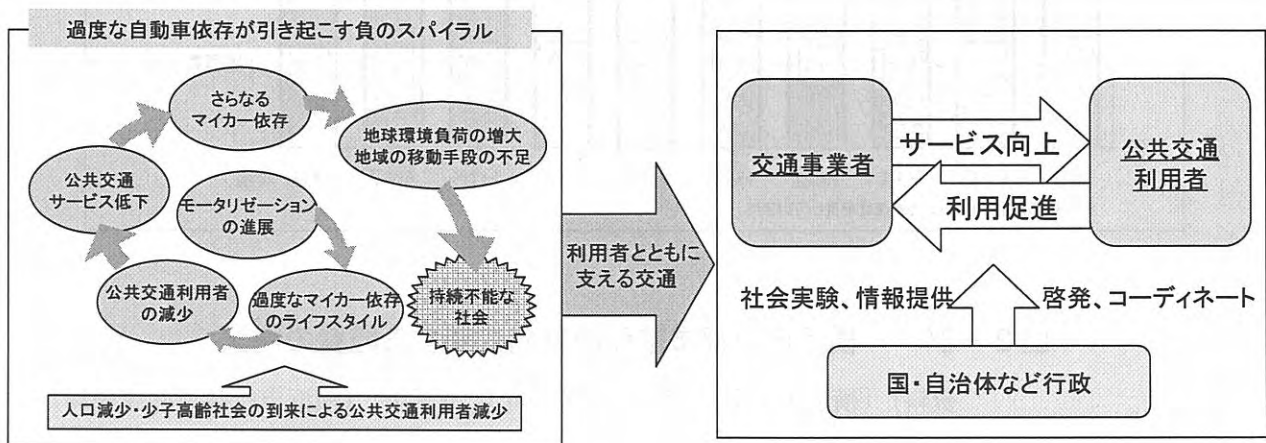 過度な自動車依存が引き起こす負のスパイラル
さらなる
マイカー依存
地球環境負荷の増大
地域の移動手段の不足
公共交通
サービス低下
モータリゼーション
の進展
公共交通利用者
の減少
過度なマイカー依存
のライフスタイル
持続不能な
社会
人口減少・少子高齢社会の到来による公共交通利用者減少
利用者とともに
支える交通
交通事業者
サービス向上
利用促進
公共交通
利用者
社会実験、情報提供
啓発、コーディネート
国・自治体など行政